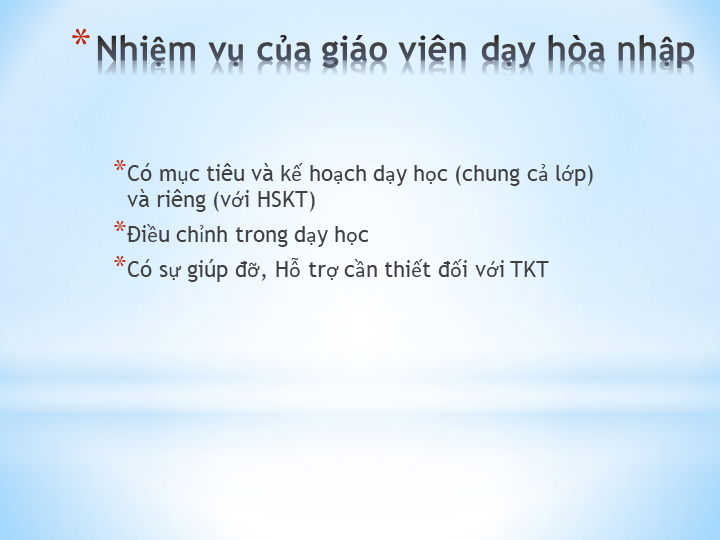 * Nhiệm vụ của giáo viên dạy hòa nhập
* Có mục tiêu và kế hoạch dạy học (chung cả lớp)
và riêng (với HSKT)
* Điều chỉnh trong dạy học
* Có sự giúp đỡ, Hỗ trợ cần thiết đối với TKT